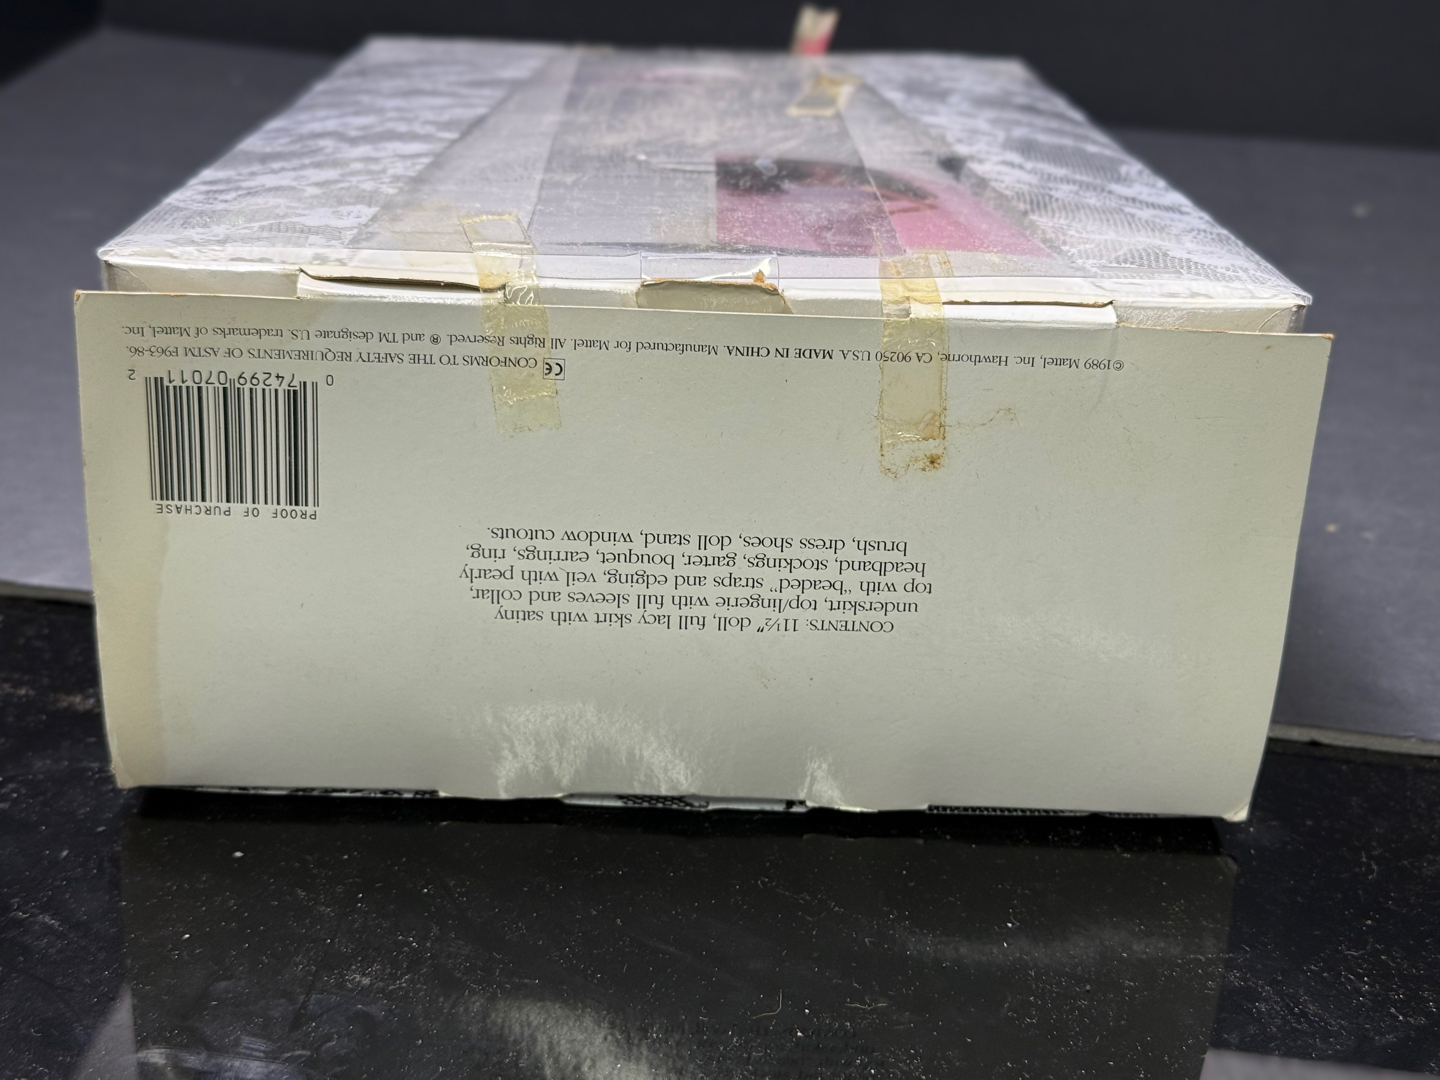 CONTENTS: 11½" doll, full lacy skirt with satiny
underskirt, top/lingerie with full sleeves and collar,
top with "beaded" straps and edging, veil with pearly
headband, stockings, garter, bouquet, earrings, ring,
brush, dress shoes, doll stand, window cutouts.
PROOF OF PURCHASE
0 74299 07011 2
CE CONFORMS TO THE SAFETY REQUIREMENTS OF ASTM F963-86.
©1989 Mattel, Inc. Hawthorne, CA 90250 U.S.A. MADE IN CHINA. Manufactured for Mattel. All Rights Reserved. ® and TM designate U.S. trademarks of Mattel, Inc.